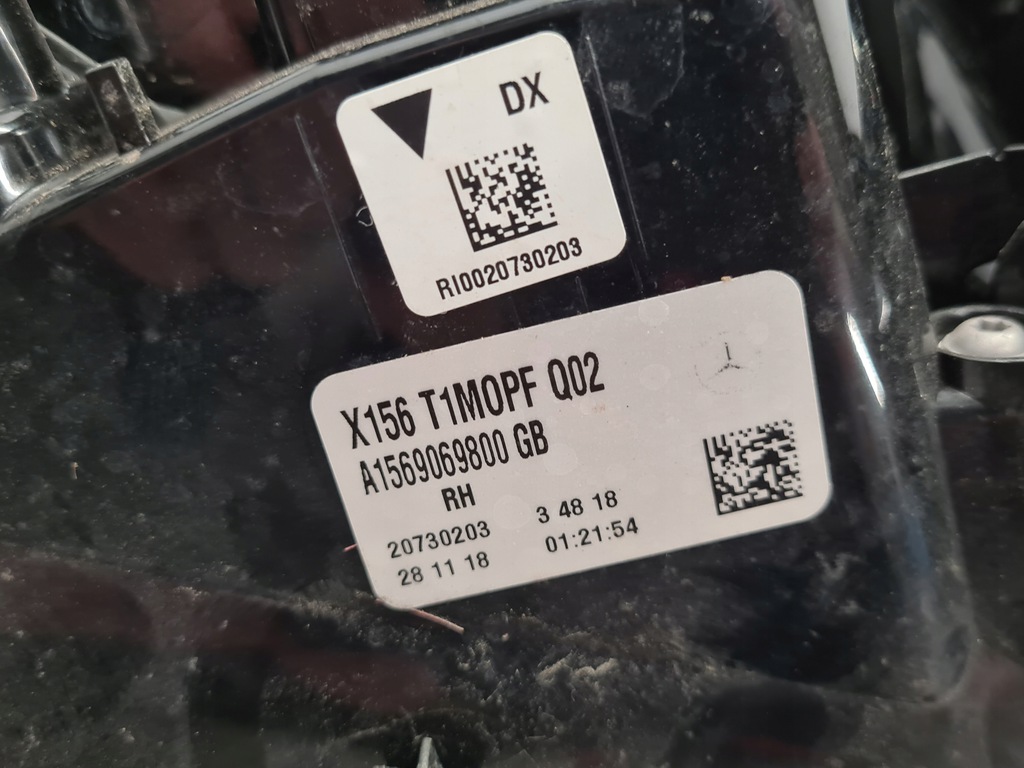 DX
RI0020730203
X156 T1MOPF Q02
A1569069800 GB
RH
20730203 3 48 18
28 11 18 01:21:54